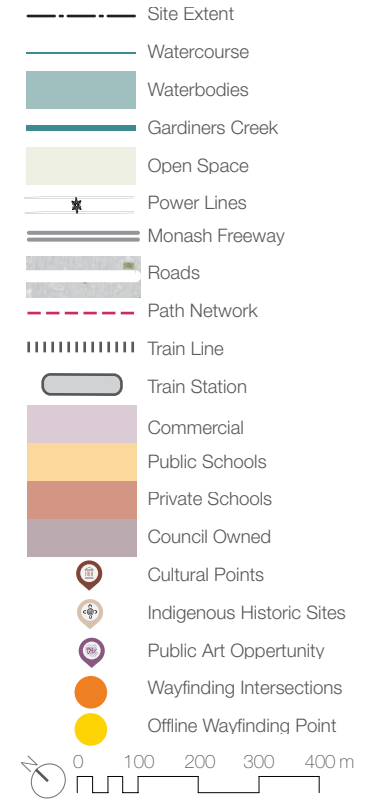 Site Extent
Watercourse
Waterbodies
Gardiners Creek
Open Space
Power Lines
Monash Freeway
Roads
Path Network
Train Line
Train Station
Commercial
Public Schools
Private Schools
Council Owned
Cultural Points
Indigenous Historic Sites
Public Art Oppertunity
Wayfinding Intersections
Offline Wayfinding Point
N 0 100 200 300 400 m